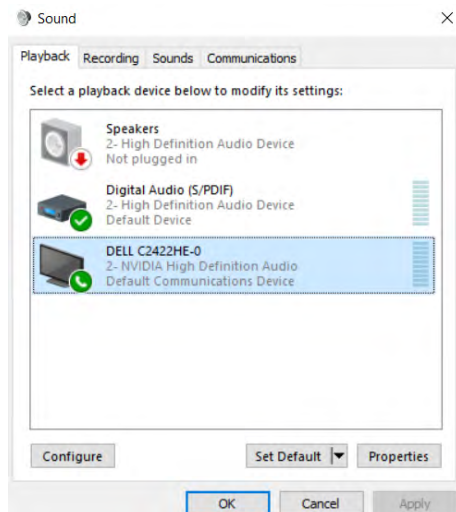 Sound
Playback Recording Sounds Communications
Select a playback device below to modify its settings:
Speakers
2- High Definition Audio Device
Not plugged in
Digital Audio (S/PDIF)
2- High Definition Audio Device
Default Device
DELL C2422HE-0
2- NVIDIA High Definition Audio
Default Communications Device
Configure Set Default Properties
OK Cancel Apply